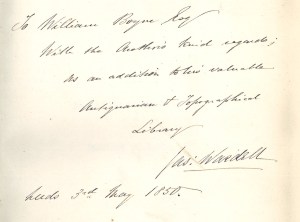 To William Boyne Esq
With the Author's kind regards;
as an addition to his valuable
Antiquarian & Topographical
Library
Jas: Wardell
Leeds 3rd May 1850.